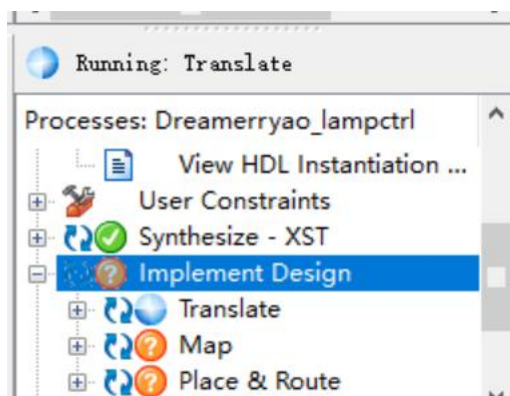 Running: Translate
Processes: Dreamerryao_lampctrl
View HDL Instantiation ...
User Constraints
Synthesize - XST
Implement Design
Translate
Map
Place & Route